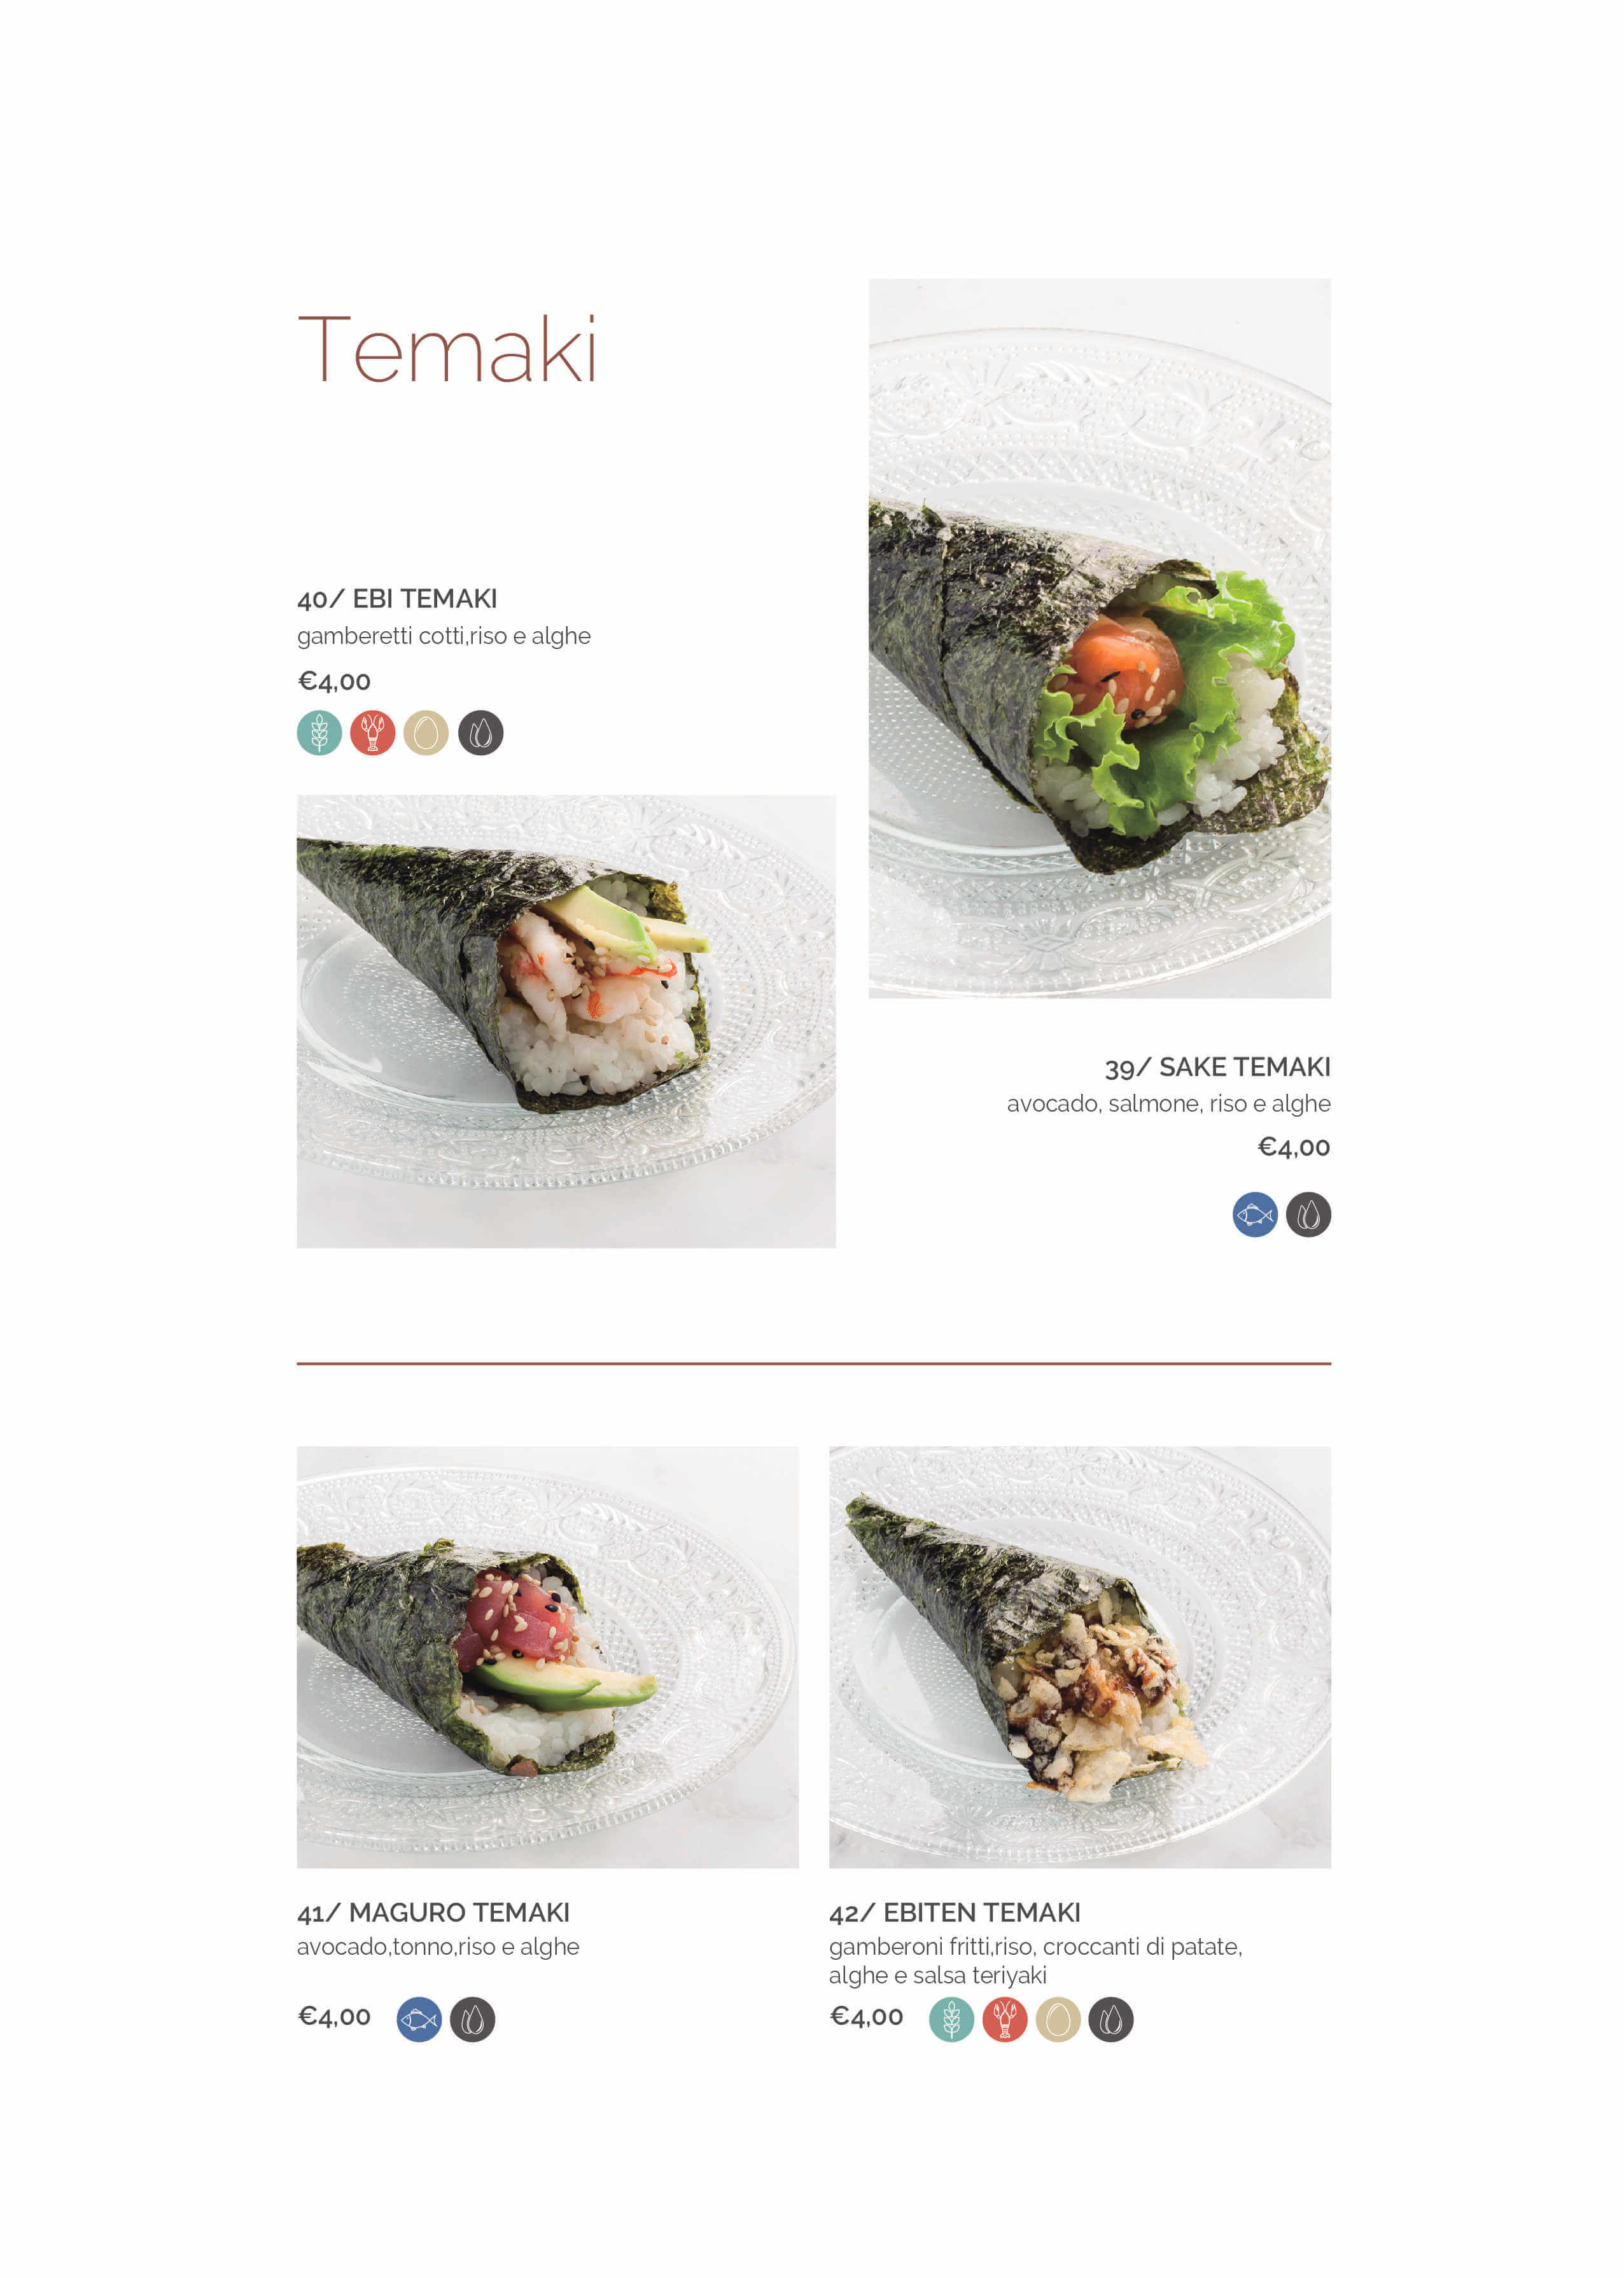 Temaki
40/ EBI TEMAKI
gamberetti cotti,riso e alghe
€4,00
39/ SAKE TEMAKI
avocado, salmone, riso e alghe
€4,00
41/ MAGURO TEMAKI
avocado,tonno,riso e alghe
€4,00
42/ EBITEN TEMAKI
gamberoni fritti,riso, croccanti di patate,
alghe e salsa teriyaki
€4,00